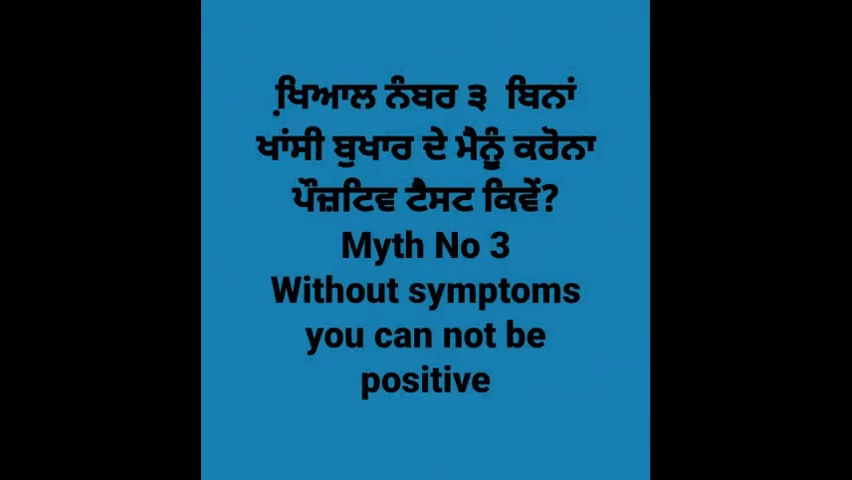 ਖ਼ਿਆਲ ਨੰਬਰ ੩ ਬਿਨਾਂ
ਖਾਂਸੀ ਬੁਖਾਰ ਦੇ ਮੈਨੂੰ ਕਰੋਨਾ
ਪੌਜ਼ਟਿਵ ਟੈਸਟ ਕਿਵੇਂ?
Myth No 3
Without symptoms
you can not be
positive